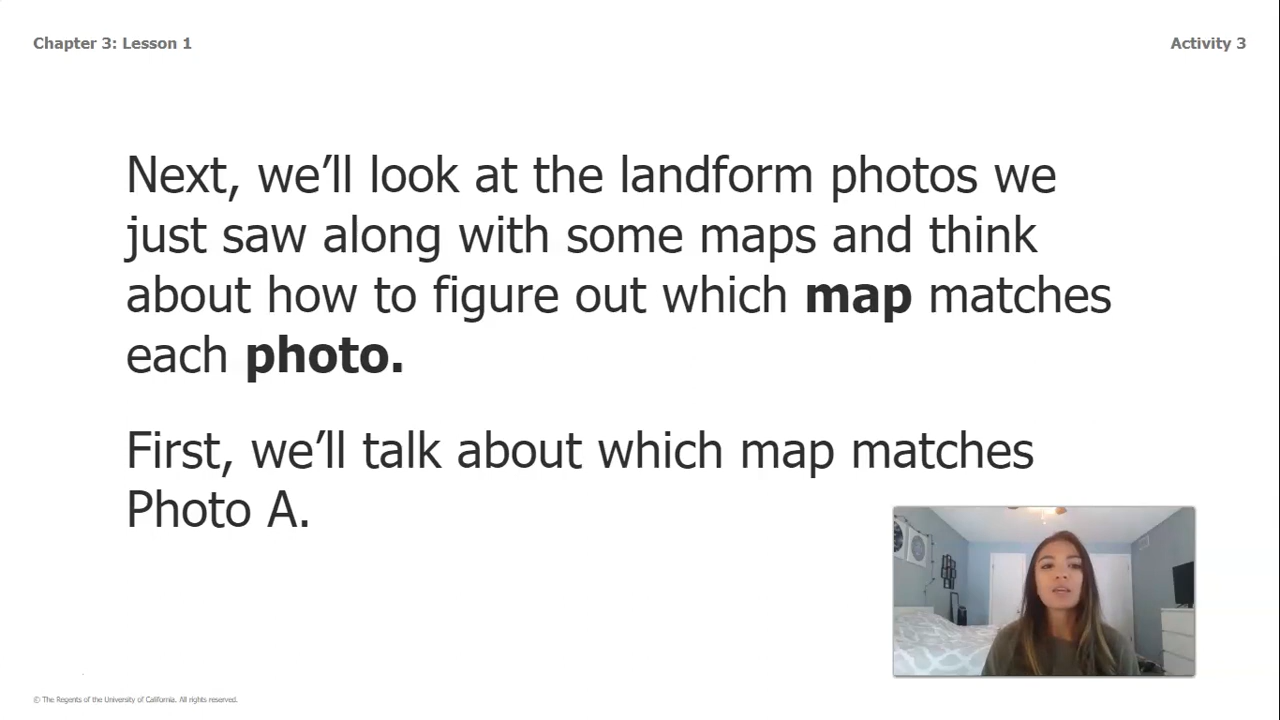 Chapter 3: Lesson 1
Activity 3
Next, we’ll look at the landform photos we
just saw along with some maps and think
about how to figure out which map matches
each photo.
First, we’ll talk about which map matches
Photo A.
© The Regents of the University of California. All rights reserved.